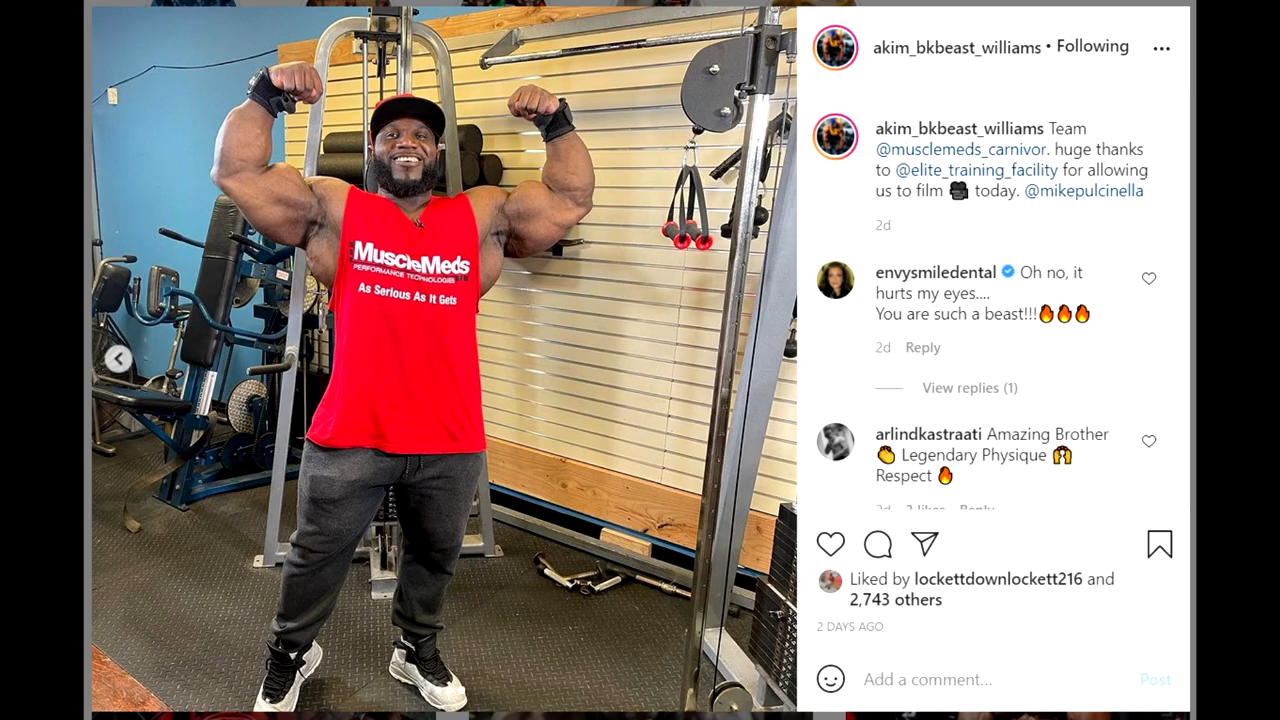 MuscleMeds
PERFORMANCE TECHNOLOGIES
As Serious As It Gets
akim_bkbeast_williams • Following
akim_bkbeast_williams Team
@musclemeds_carnivor. huge thanks
to @elite_training_facility for allowing
us to film 🎥 today. @mikepulcinella
2d
envysmiledental Oh no, it
hurts my eyes....
You are such a beast!!!🔥🔥🔥
2d Reply
View replies (1)
arlindkastraati Amazing Brother
👏 Legendary Physique 🙌
Respect 🔥
Liked by lockettdownlockett216 and
2,743 others
2 DAYS AGO
Add a comment... Post